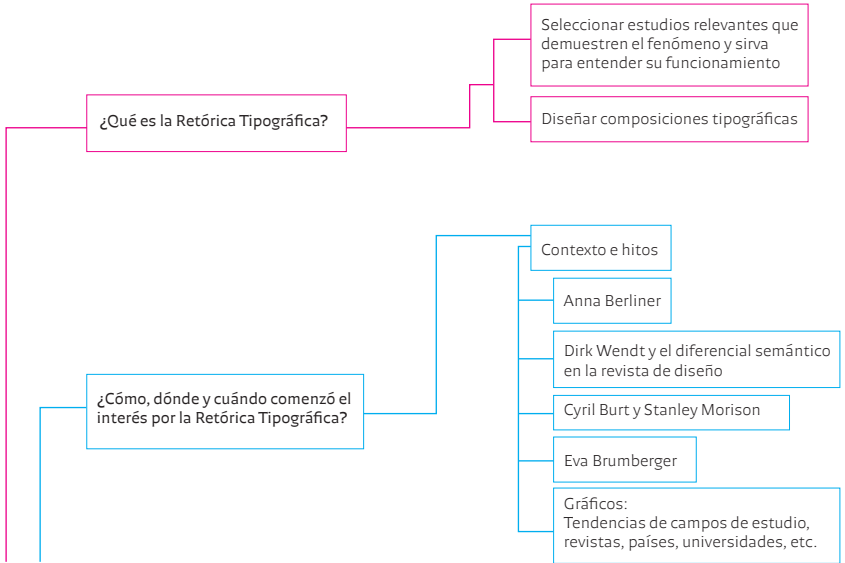 Seleccionar estudios relevantes que
demuestren el fenómeno y sirva
para entender su funcionamiento
¿Qué es la Retórica Tipográfica?
Diseñar composiciones tipográficas
Contexto e hitos
Anna Berliner
Dirk Wendt y el diferencial semántico
en la revista de diseño
¿Cómo, dónde y cuándo comenzó el
interés por la Retórica Tipográfica?
Cyril Burt y Stanley Morison
Eva Brumberger
Gráficos:
Tendencias de campos de estudio,
revistas, países, universidades, etc.